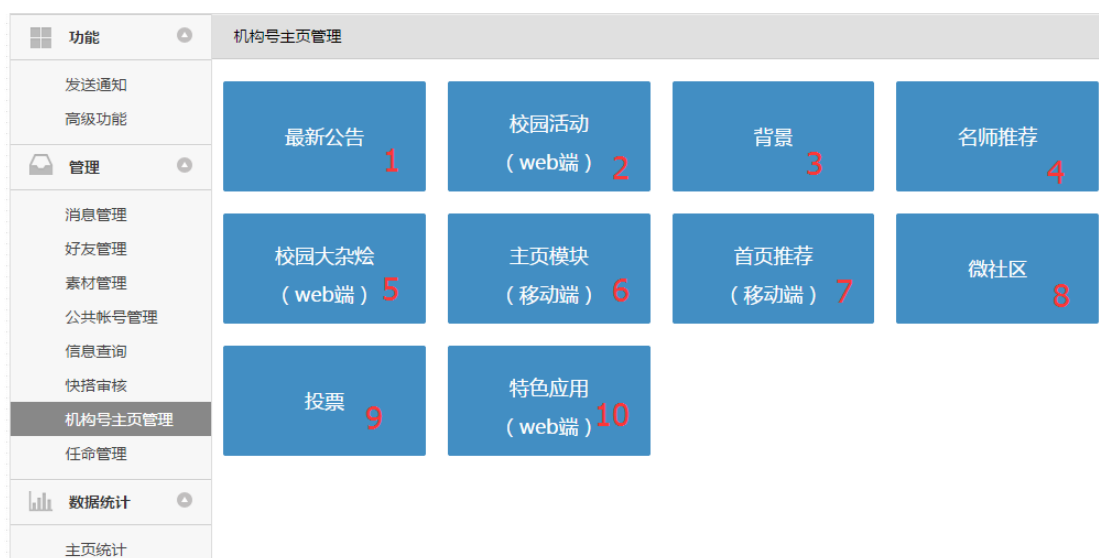 功能
发送通知
高级功能
管理
消息管理
好友管理
素材管理
公共帐号管理
信息查询
快搭审核
机构号主页管理
任命管理
数据统计
主页统计
机构号主页管理
最新公告
1
校园活动
（web端）
2
背景
3
名师推荐
4
校园大杂烩
（web端）
5
主页模块
（移动端）
6
首页推荐
（移动端）
7
微社区
8
投票
9
特色应用
（web端）
10